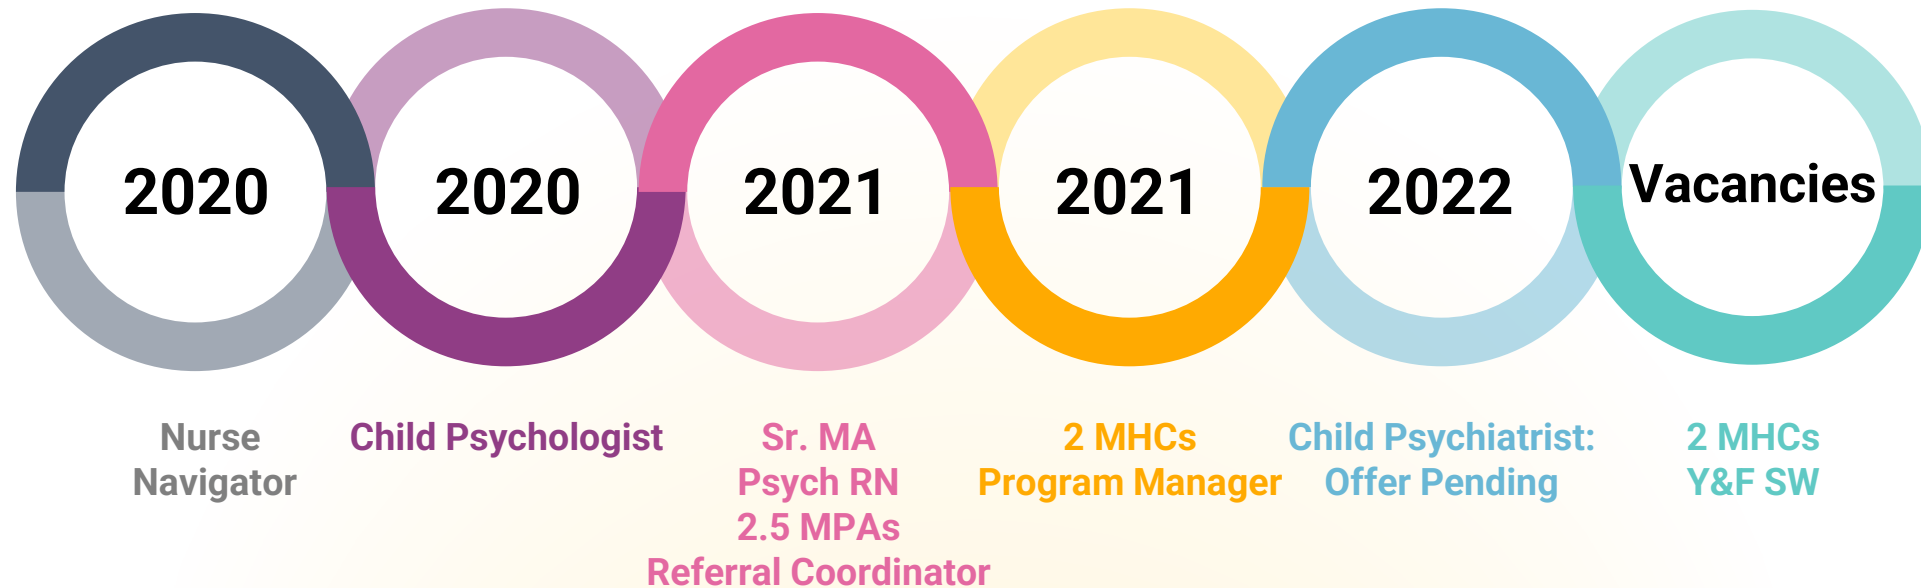 2020
2020
2021
2021
2022
Vacancies
Nurse
Navigator
Child Psychologist
Sr. MA
Psych RN
2.5 MPAs
Referral Coordinator
2 MHCs
Program Manager
Child Psychiatrist:
Offer Pending
2 MHCs
Y&F SW